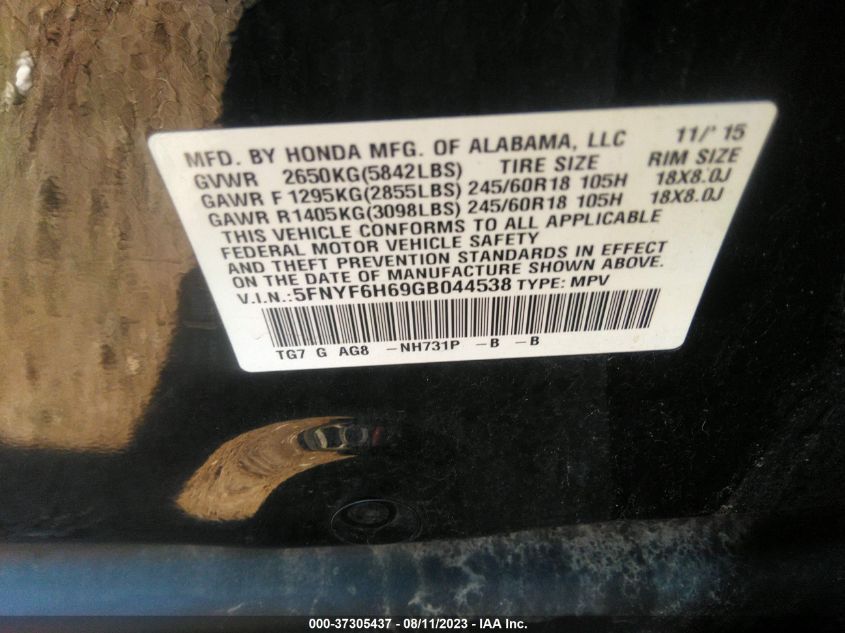 MFD. BY HONDA MFG. OF ALABAMA, LLC 11/' 15
GVWR 2650KG(5842LBS) TIRE SIZE RIM SIZE
GAWR F 1295KG(2855LBS) 245/60R18 105H 18X8.0J
GAWR R1405KG(3098LBS) 245/60R18 105H 18X8.0J
THIS VEHICLE CONFORMS TO ALL APPLICABLE
FEDERAL MOTOR VEHICLE SAFETY
AND THEFT PREVENTION STANDARDS IN EFFECT
ON THE DATE OF MANUFACTURE SHOWN ABOVE.
V.I.N.:5FNYF6H69GB044538 TYPE: MPV
TG7 G AG8 -NH731P -B -B
000-37305437 - 08/11/2023 - IAA Inc.